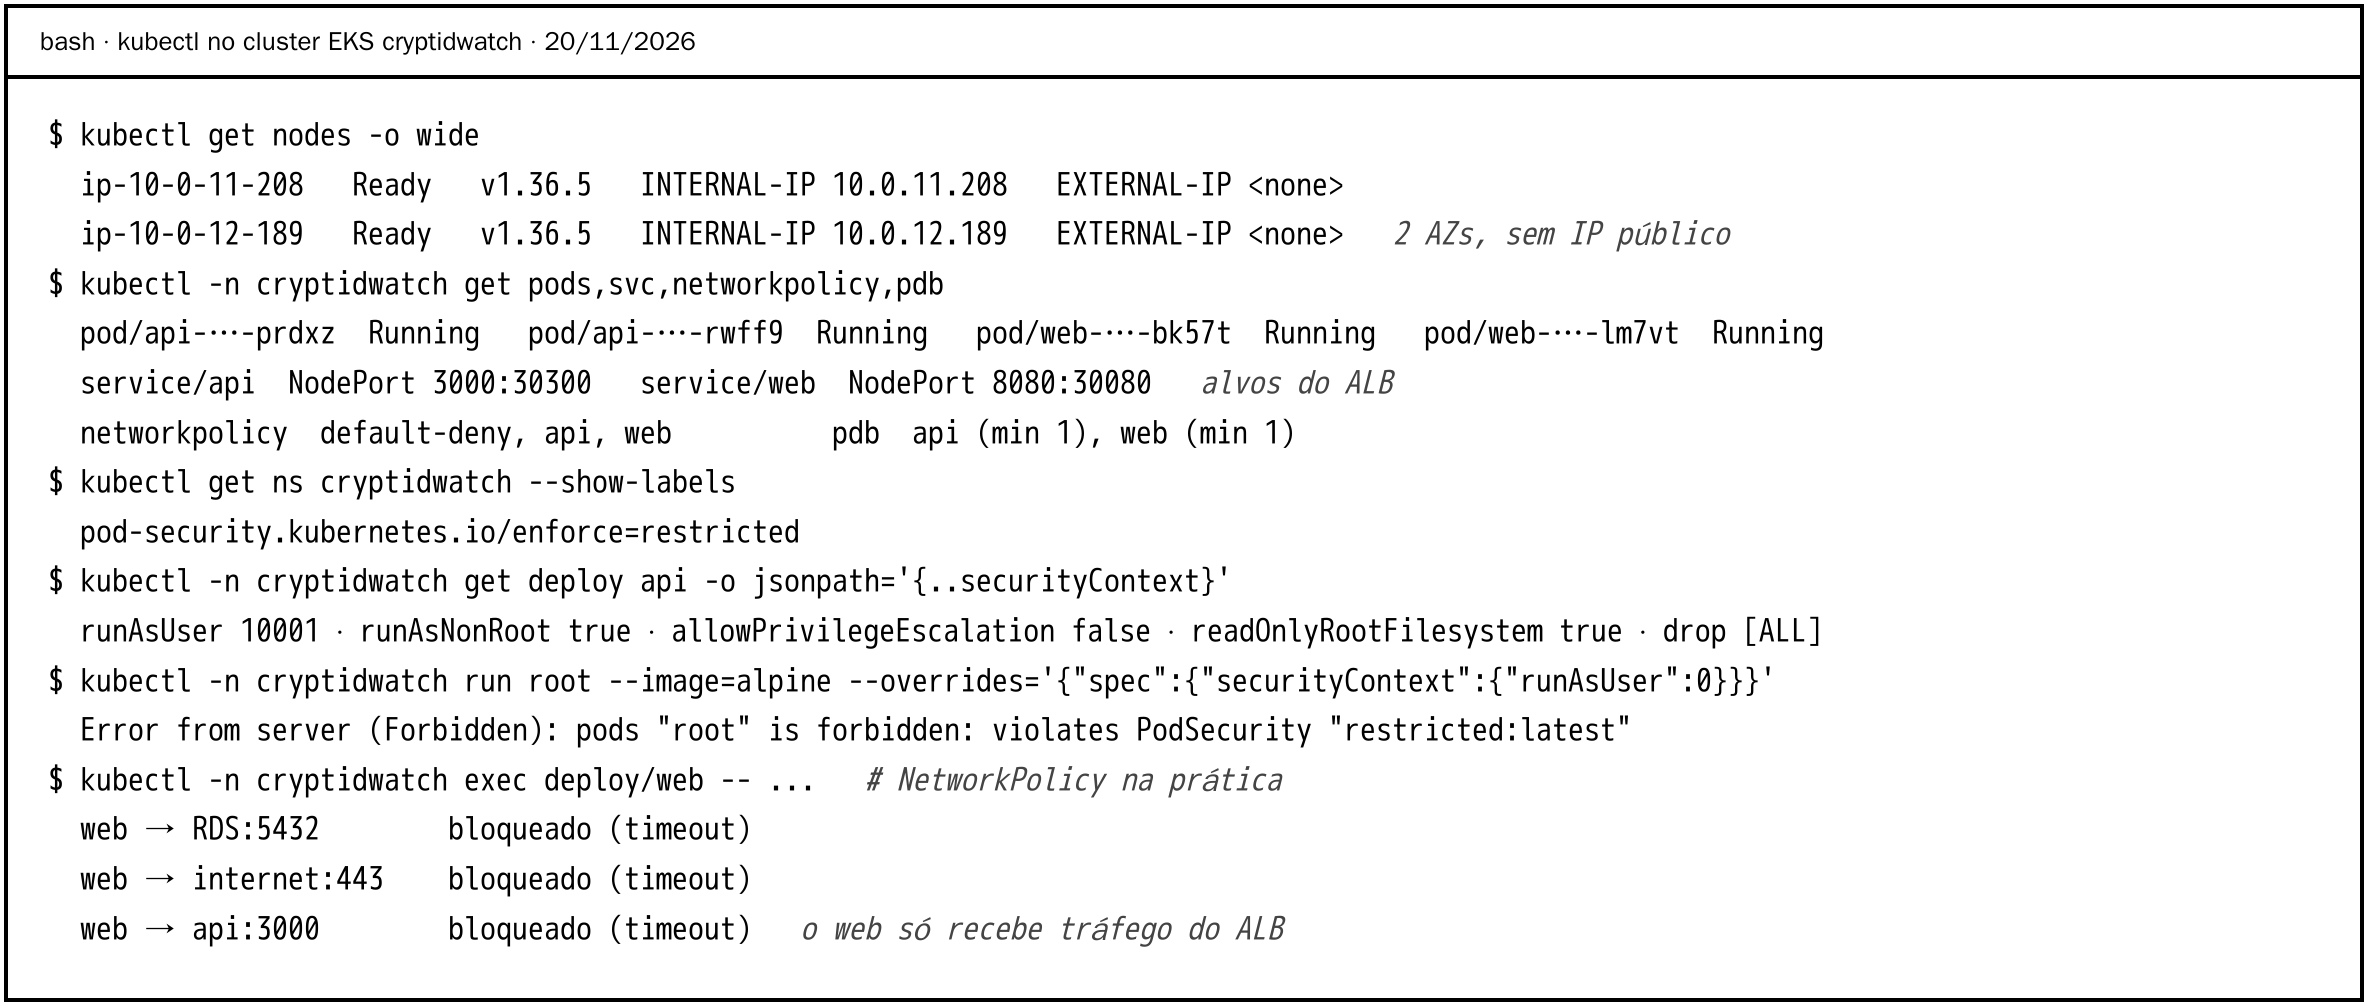 bash · kubectl no cluster EKS cryptidwatch · 20/11/2026
$ kubectl get nodes -o wide
ip-10-0-11-208   Ready   v1.36.5   INTERNAL-IP 10.0.11.208   EXTERNAL-IP <none>
ip-10-0-12-189   Ready   v1.36.5   INTERNAL-IP 10.0.12.189   EXTERNAL-IP <none>   2 AZs, sem IP público
$ kubectl -n cryptidwatch get pods,svc,networkpolicy,pdb
pod/api-····-prdxz  Running   pod/api-····-rwff9  Running   pod/web-····-bk57t  Running   pod/web-····-lm7vt  Running
service/api  NodePort 3000:30300   service/web  NodePort 8080:30080   alvos do ALB
networkpolicy  default-deny, api, web          pdb  api (min 1), web (min 1)
$ kubectl get ns cryptidwatch --show-labels
pod-security.kubernetes.io/enforce=restricted
$ kubectl -n cryptidwatch get deploy api -o jsonpath='{..securityContext}'
runAsUser 10001 · runAsNonRoot true · allowPrivilegeEscalation false · readOnlyRootFilesystem true · drop [ALL]
$ kubectl -n cryptidwatch run root --image=alpine --overrides='{"spec":{"securityContext":{"runAsUser":0}}}'
Error from server (Forbidden): pods "root" is forbidden: violates PodSecurity "restricted:latest"
$ kubectl -n cryptidwatch exec deploy/web -- ...   # NetworkPolicy na prática
web → RDS:5432        bloqueado (timeout)
web → internet:443    bloqueado (timeout)
web → api:3000        bloqueado (timeout)   o web só recebe tráfego do ALB